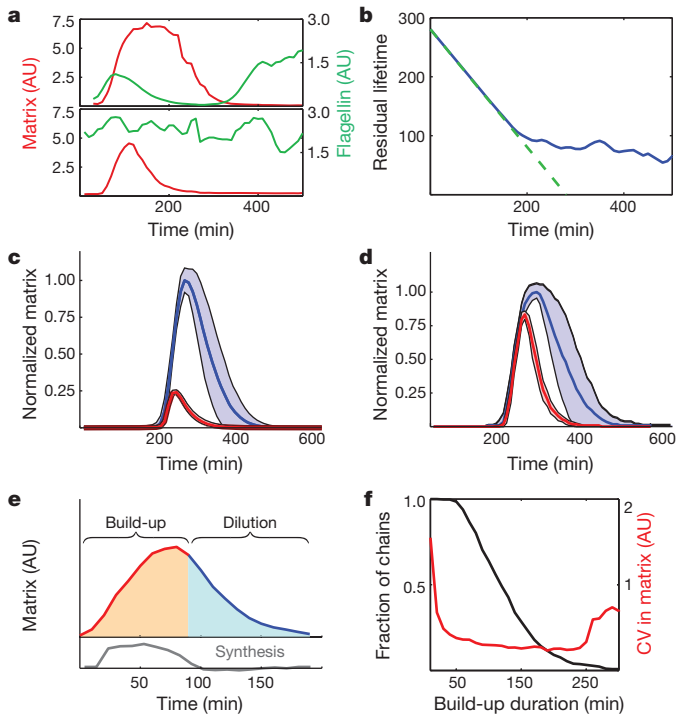 a
7.5
5.0
2.5
3.0
1.5
7.5
5.0
2.5
3.0
1.5
Matrix (AU)
Flagellin (AU)
200
400
Time (min)
b
300
200
100
Residual lifetime
200
400
Time (min)
c
1.00
0.75
0.50
0.25
Normalized matrix
200
400
600
Time (min)
d
1.00
0.75
0.50
0.25
Normalized matrix
200
400
600
Time (min)
e
Build-up
Dilution
Matrix (AU)
Synthesis
50
100
150
Time (min)
f
1.0
0.5
Fraction of chains
2
1
CV in matrix (AU)
50
150
250
Build-up duration (min)